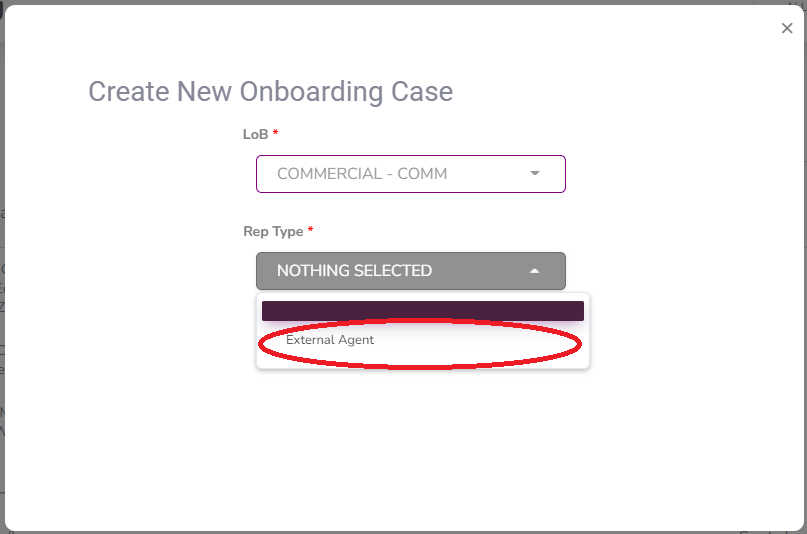 ×
Create New Onboarding Case
LoB *
COMMERCIAL - COMM
Rep Type *
NOTHING SELECTED
External Agent